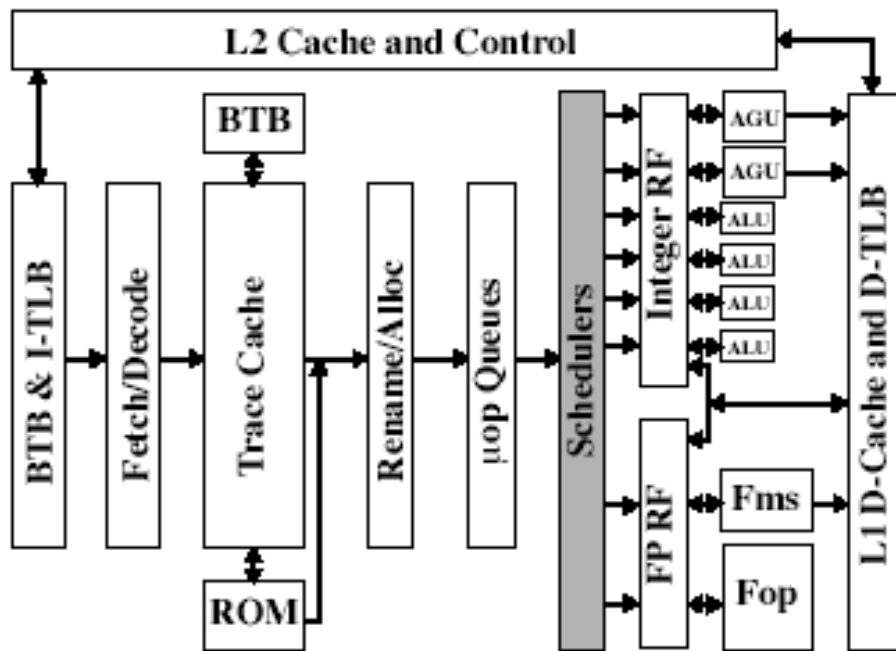 L2 Cache and Control
BTB
BTB & I-TLB
Fetch/Decode
Trace Cache
ROM
Rename/Alloc
µop Queues
Schedulers
Integer RF
FP RF
AGU
AGU
ALU
ALU
ALU
ALU
Fms
Fop
L1 D-Cache and D-TLB